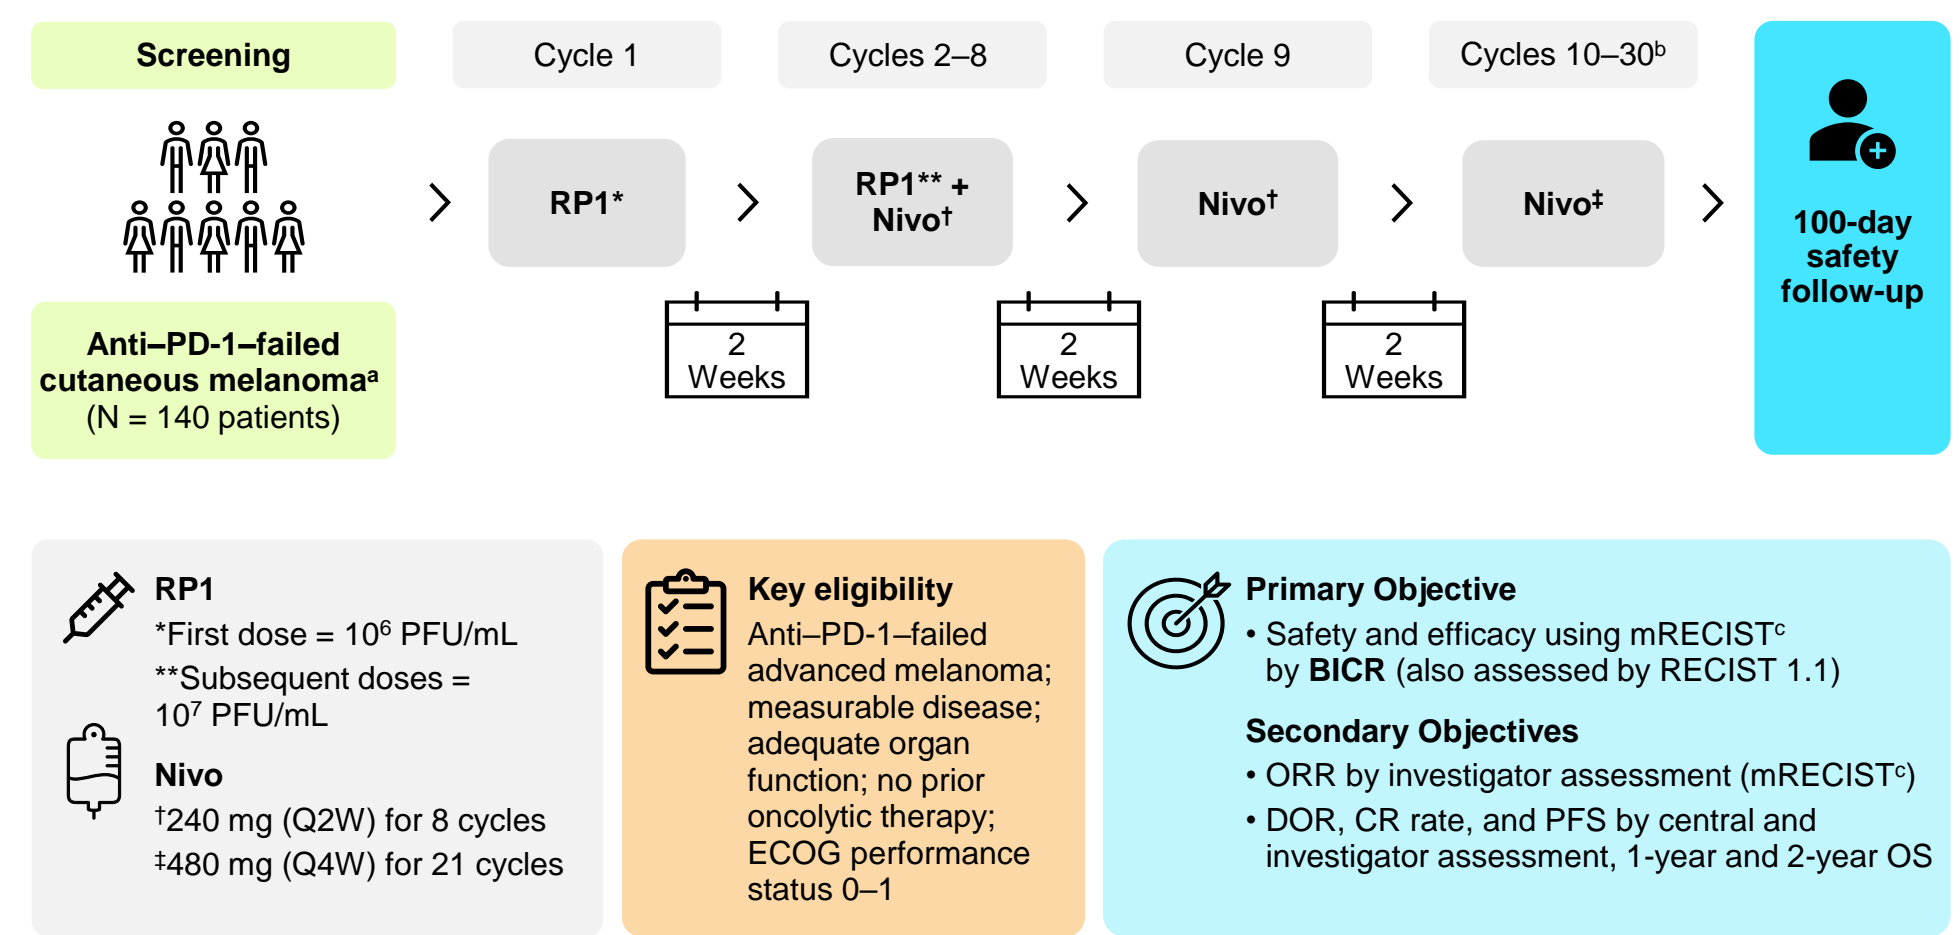 Screening
Cycle 1
Cycles 2–8
Cycle 9
Cycles 10–30ᵇ
RP1*
RP1** +
Nivo†
Nivo†
Nivo‡
2
Weeks
2
Weeks
2
Weeks
Anti–PD-1–failed
cutaneous melanomaᵃ
(N = 140 patients)
100-day
safety
follow-up
RP1
*First dose = 10⁶ PFU/mL
**Subsequent doses =
10⁷ PFU/mL
Nivo
†240 mg (Q2W) for 8 cycles
‡480 mg (Q4W) for 21 cycles
Key eligibility
Anti–PD-1–failed
advanced melanoma;
measurable disease;
adequate organ
function; no prior
oncolytic therapy;
ECOG performance
status 0–1
Primary Objective
• Safety and efficacy using mRECISTᶜ
by BICR (also assessed by RECIST 1.1)
Secondary Objectives
• ORR by investigator assessment (mRECISTᶜ)
• DOR, CR rate, and PFS by central and
investigator assessment, 1-year and 2-year OS